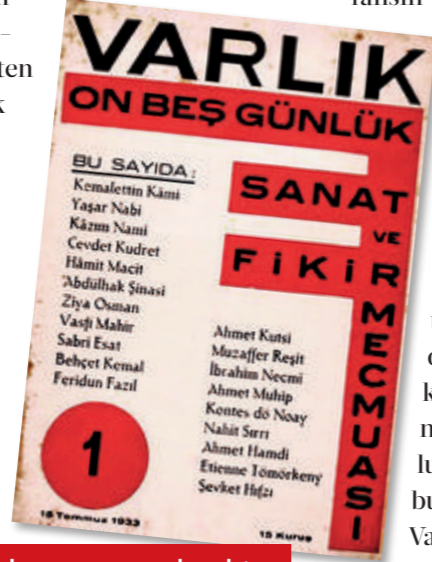 VARLIK
ON BEŞ GÜNLÜK
SANAT
VE
FİKİR
MECMUASI
BU SAYIDA:
Kemalettin Kâmi
Yaşar Nabi
Kâzım Nami
Cevdet Kudret
Hâmit Macit
Abdülhak Şinasi
Ziya Osman
Vasfi Mahir
Sabri Esat
Behçet Kemal
Feridun Fazıl
Ahmet Kutsi
Muzaffer Reşit
İbrahim Necmi
Ahmet Muhip
Kontes dö Noay
Nahit Sırrı
Ahmet Hamdi
Etienne Tömörkeny
Şevket Hıfzı
1
15 Temmuz 1933
15 Kuruş
ten
k
bu